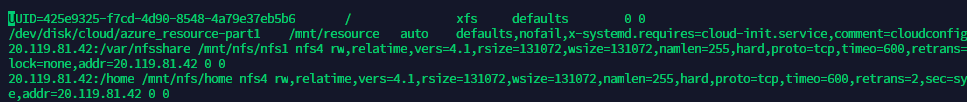 UUID=425e9325-f7cd-4d90-8548-4a79e37eb5b6       /               xfs     defaults        0 0
/dev/disk/cloud/azure_resource-part1    /mnt/resource   auto    defaults,nofail,x-systemd.requires=cloud-init.service,comment=cloudconfig
20.119.81.42:/var/nfsshare /mnt/nfs/nfs1 nfs4 rw,relatime,vers=4.1,rsize=131072,wsize=131072,namlen=255,hard,proto=tcp,timeo=600,retrans=
lock=none,addr=20.119.81.42 0 0
20.119.81.42:/home /mnt/nfs/home nfs4 rw,relatime,vers=4.1,rsize=131072,wsize=131072,namlen=255,hard,proto=tcp,timeo=600,retrans=2,sec=sy
e,addr=20.119.81.42 0 0